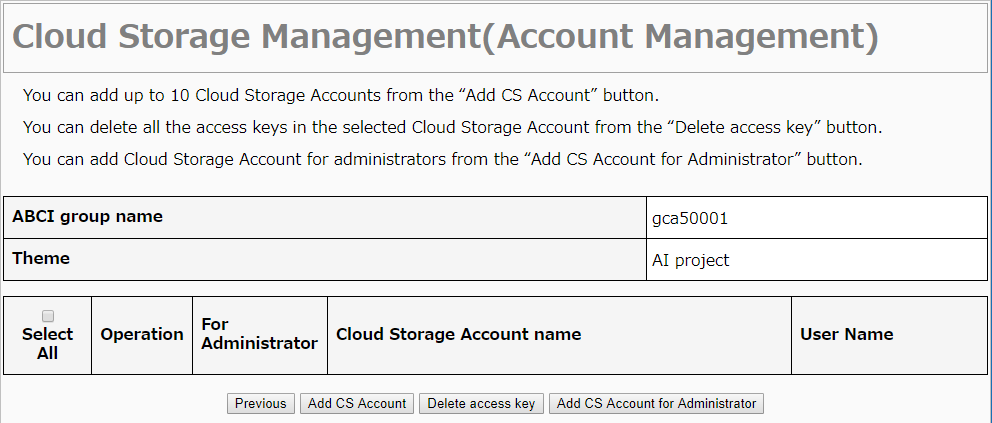 Cloud Storage Management(Account Management)
You can add up to 10 Cloud Storage Accounts from the “Add CS Account” button.
You can delete all the access keys in the selected Cloud Storage Account from the “Delete access key” button.
You can add Cloud Storage Account for administrators from the “Add CS Account for Administrator” button.
ABCI group name gca50001
Theme AI project
Select
All
Operation
For
Administrator
Cloud Storage Account name
User Name
Previous Add CS Account Delete access key Add CS Account for Administrator